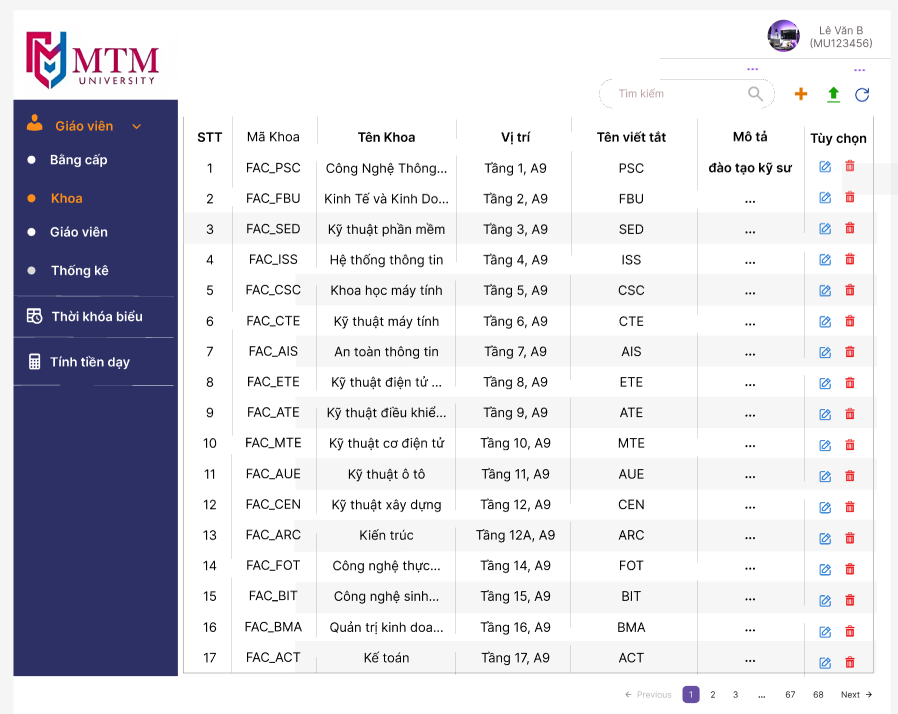 Lê Văn B
(MU123456)
MTM
UNIVERSITY
...
...
Tìm kiếm
Giáo viên
Bằng cấp
Khoa
Giáo viên
Thống kê
Thời khóa biểu
Tính tiền dạy
STT Mã Khoa Tên Khoa Vị trí Tên viết tắt Mô tả Tùy chọn
1 FAC_PSC Công Nghệ Thông... Tầng 1, A9 PSC đào tạo kỹ sư
2 FAC_FBU Kinh Tế và Kinh Do... Tầng 2, A9 FBU ...
3 FAC_SED Kỹ thuật phần mềm Tầng 3, A9 SED ...
4 FAC_ISS Hệ thống thông tin Tầng 4, A9 ISS ...
5 FAC_CSC Khoa học máy tính Tầng 5, A9 CSC ...
6 FAC_CTE Kỹ thuật máy tính Tầng 6, A9 CTE ...
7 FAC_AIS An toàn thông tin Tầng 7, A9 AIS ...
8 FAC_ETE Kỹ thuật điện tử ... Tầng 8, A9 ETE ...
9 FAC_ATE Kỹ thuật điều khiể... Tầng 9, A9 ATE ...
10 FAC_MTE Kỹ thuật cơ điện tử Tầng 10, A9 MTE ...
11 FAC_AUE Kỹ thuật ô tô Tầng 11, A9 AUE ...
12 FAC_CEN Kỹ thuật xây dựng Tầng 12, A9 CEN ...
13 FAC_ARC Kiến trúc Tầng 12A, A9 ARC ...
14 FAC_FOT Công nghệ thực... Tầng 14, A9 FOT ...
15 FAC_BIT Công nghệ sinh... Tầng 15, A9 BIT ...
16 FAC_BMA Quản trị kinh doa... Tầng 16, A9 BMA ...
17 FAC_ACT Kế toán Tầng 17, A9 ACT ...
← Previous 1 2 3 ... 67 68 Next →